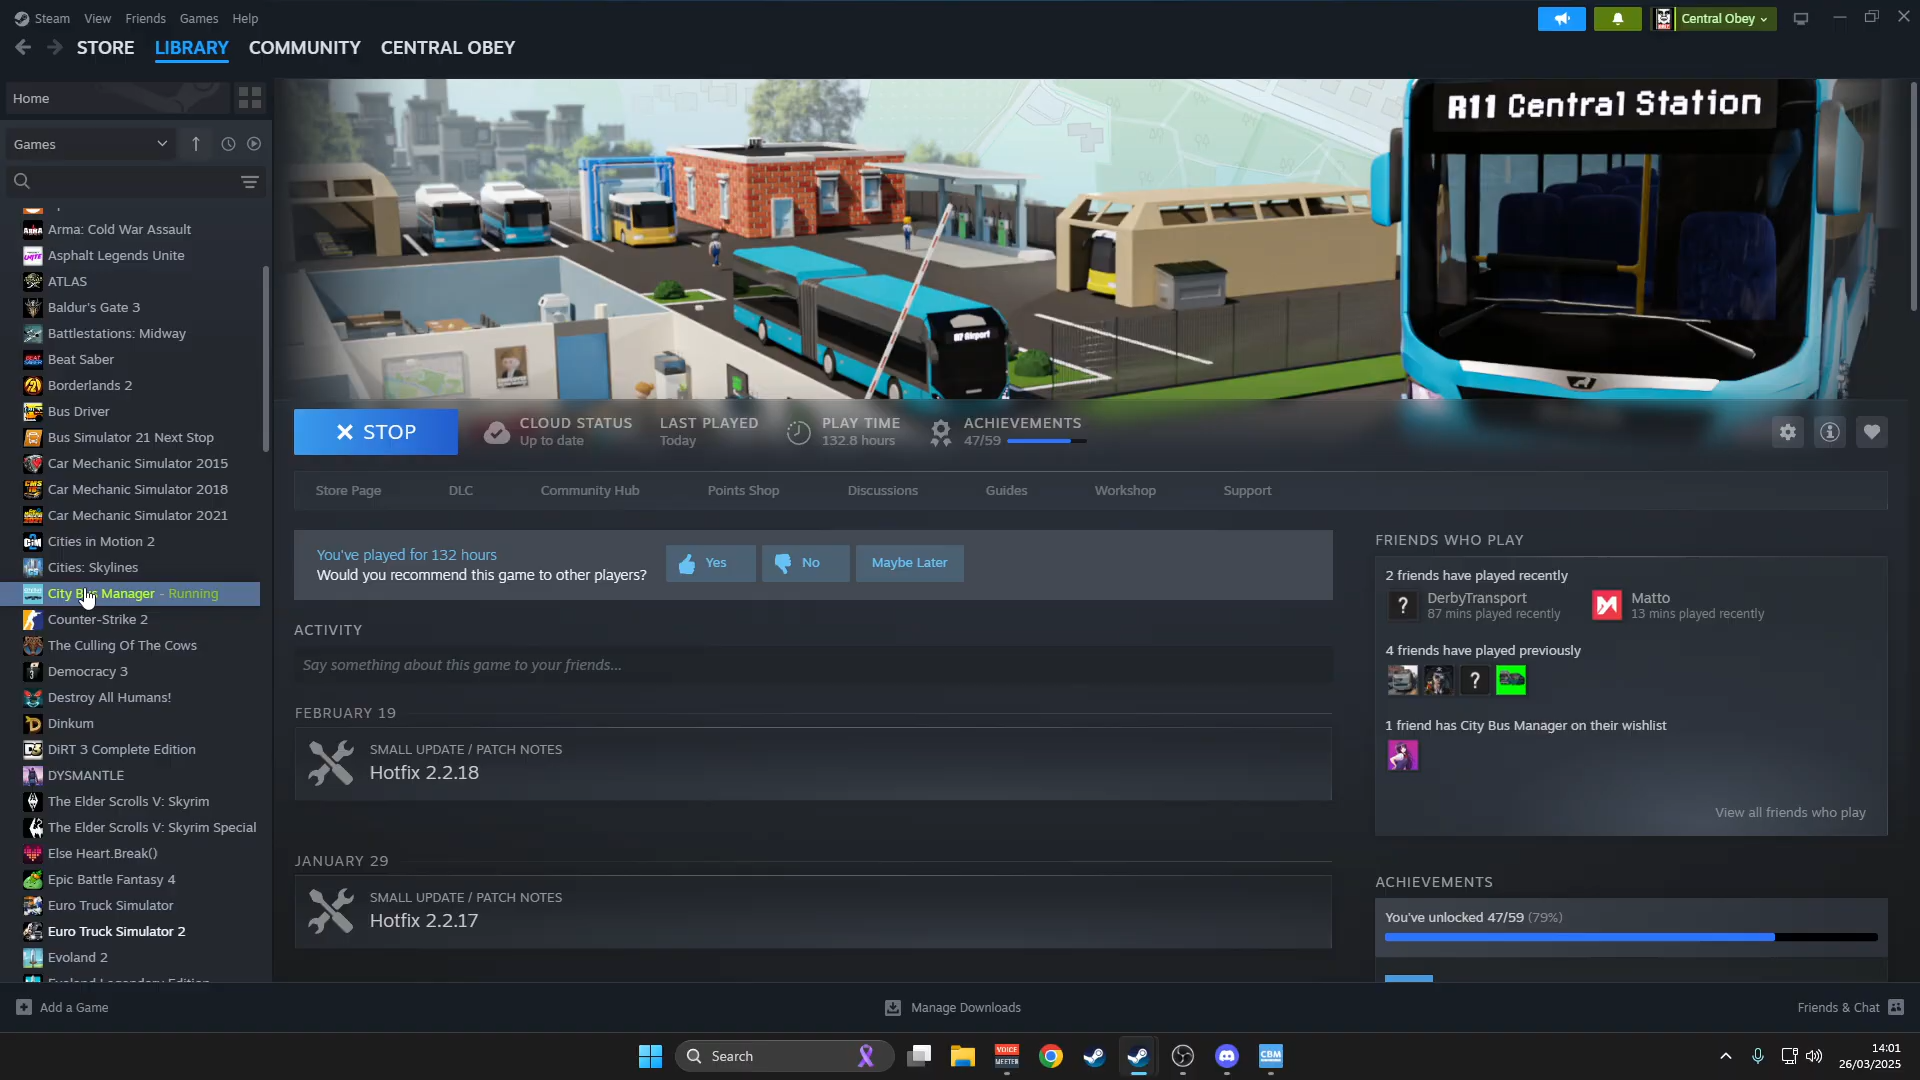 Steam View Friends Games Help
Central Obey
STORE LIBRARY COMMUNITY CENTRAL OBEY
Home
Games
Arma: Cold War Assault
Asphalt Legends Unite
ATLAS
Baldur's Gate 3
Battlestations: Midway
Beat Saber
Borderlands 2
Bus Driver
Bus Simulator 21 Next Stop
Car Mechanic Simulator 2015
Car Mechanic Simulator 2018
Car Mechanic Simulator 2021
Cities in Motion 2
Cities: Skylines
City Bus Manager - Running
Counter-Strike 2
The Culling Of The Cows
Democracy 3
Destroy All Humans!
Dinkum
DiRT 3 Complete Edition
DYSMANTLE
The Elder Scrolls V: Skyrim
The Elder Scrolls V: Skyrim Special
Else Heart.Break()
Epic Battle Fantasy 4
Euro Truck Simulator
Euro Truck Simulator 2
Evoland 2
Evoland Legendary Edition
Add a Game
R11 Central Station
R7 Airport
STOP
CLOUD STATUS
Up to date
LAST PLAYED
Today
PLAY TIME
132.8 hours
ACHIEVEMENTS
47/59
Store Page DLC Community Hub Points Shop Discussions Guides Workshop Support
You've played for 132 hours
Would you recommend this game to other players?
Yes No Maybe Later
ACTIVITY
Say something about this game to your friends...
FEBRUARY 19
SMALL UPDATE / PATCH NOTES
Hotfix 2.2.18
JANUARY 29
SMALL UPDATE / PATCH NOTES
Hotfix 2.2.17
FRIENDS WHO PLAY
2 friends have played recently
DerbyTransport
87 mins played recently
Matto
13 mins played recently
4 friends have played previously
1 friend has City Bus Manager on their wishlist
View all friends who play
ACHIEVEMENTS
You've unlocked 47/59 (79%)
Manage Downloads
Friends & Chat
Search
VOICE
MEETER
CBM
14:01
26/03/2025